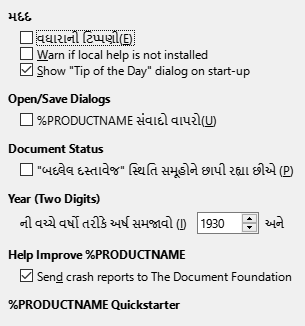 મદદ
વધારાની ટિપ્પણી(E)
Warn if local help is not installed
Show "Tip of the Day" dialog on start-up
Open/Save Dialogs
%PRODUCTNAME સંવાદો વાપરો(U)
Document Status
"બદલેલ દસ્તાવેજ" સ્થિતિ સમૂહોને છાપી રહ્યા છીએ (P)
Year (Two Digits)
ની વચ્ચે વર્ષો તરીકે અર્થ સમજાવો (I) 1930 અને
Help Improve %PRODUCTNAME
Send crash reports to The Document Foundation
%PRODUCTNAME Quickstarter